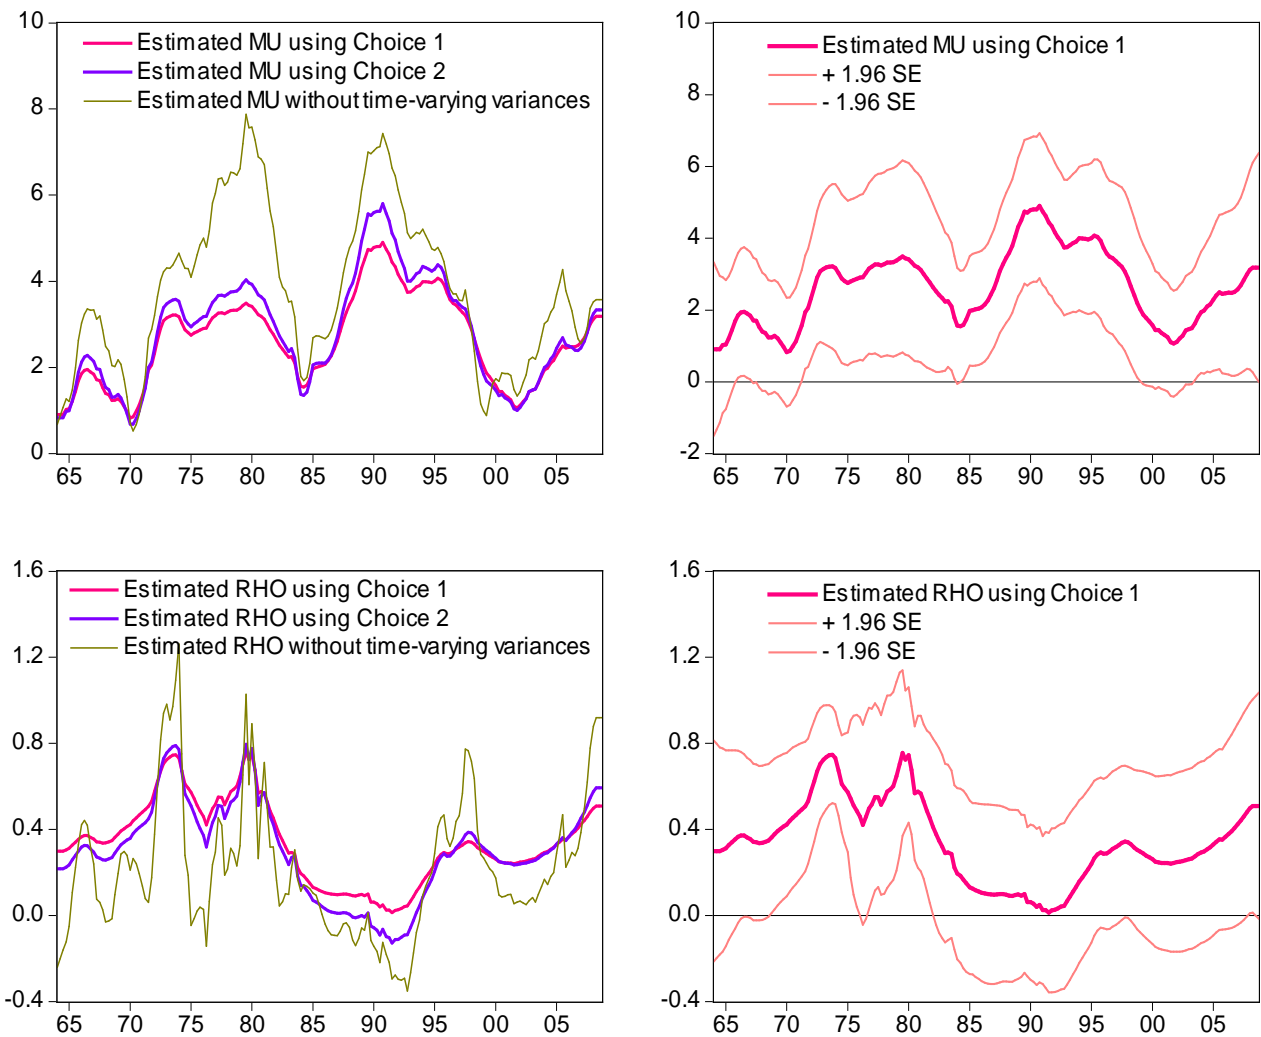 10
8
6
4
2
0
Estimated MU using Choice 1
Estimated MU using Choice 2
Estimated MU without time-varying variances
65 70 75 80 85 90 95 00 05
10
8
6
4
2
0
-2
Estimated MU using Choice 1
+ 1.96 SE
- 1.96 SE
65 70 75 80 85 90 95 00 05
1.6
1.2
0.8
0.4
0.0
-0.4
Estimated RHO using Choice 1
Estimated RHO using Choice 2
Estimated RHO without time-varying variances
65 70 75 80 85 90 95 00 05
1.6
1.2
0.8
0.4
0.0
-0.4
Estimated RHO using Choice 1
+ 1.96 SE
- 1.96 SE
65 70 75 80 85 90 95 00 05